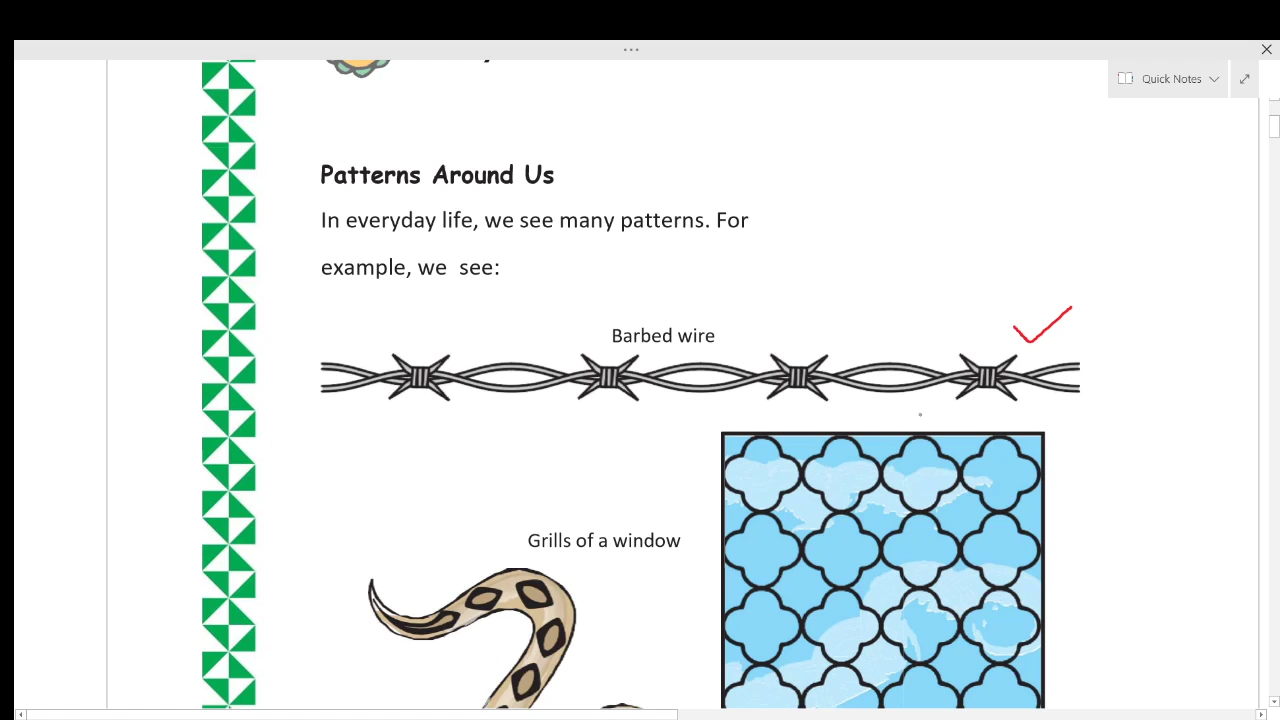 Quick Notes
Patterns Around Us
In everyday life, we see many patterns. For
example, we see:
Barbed wire
Grills of a window